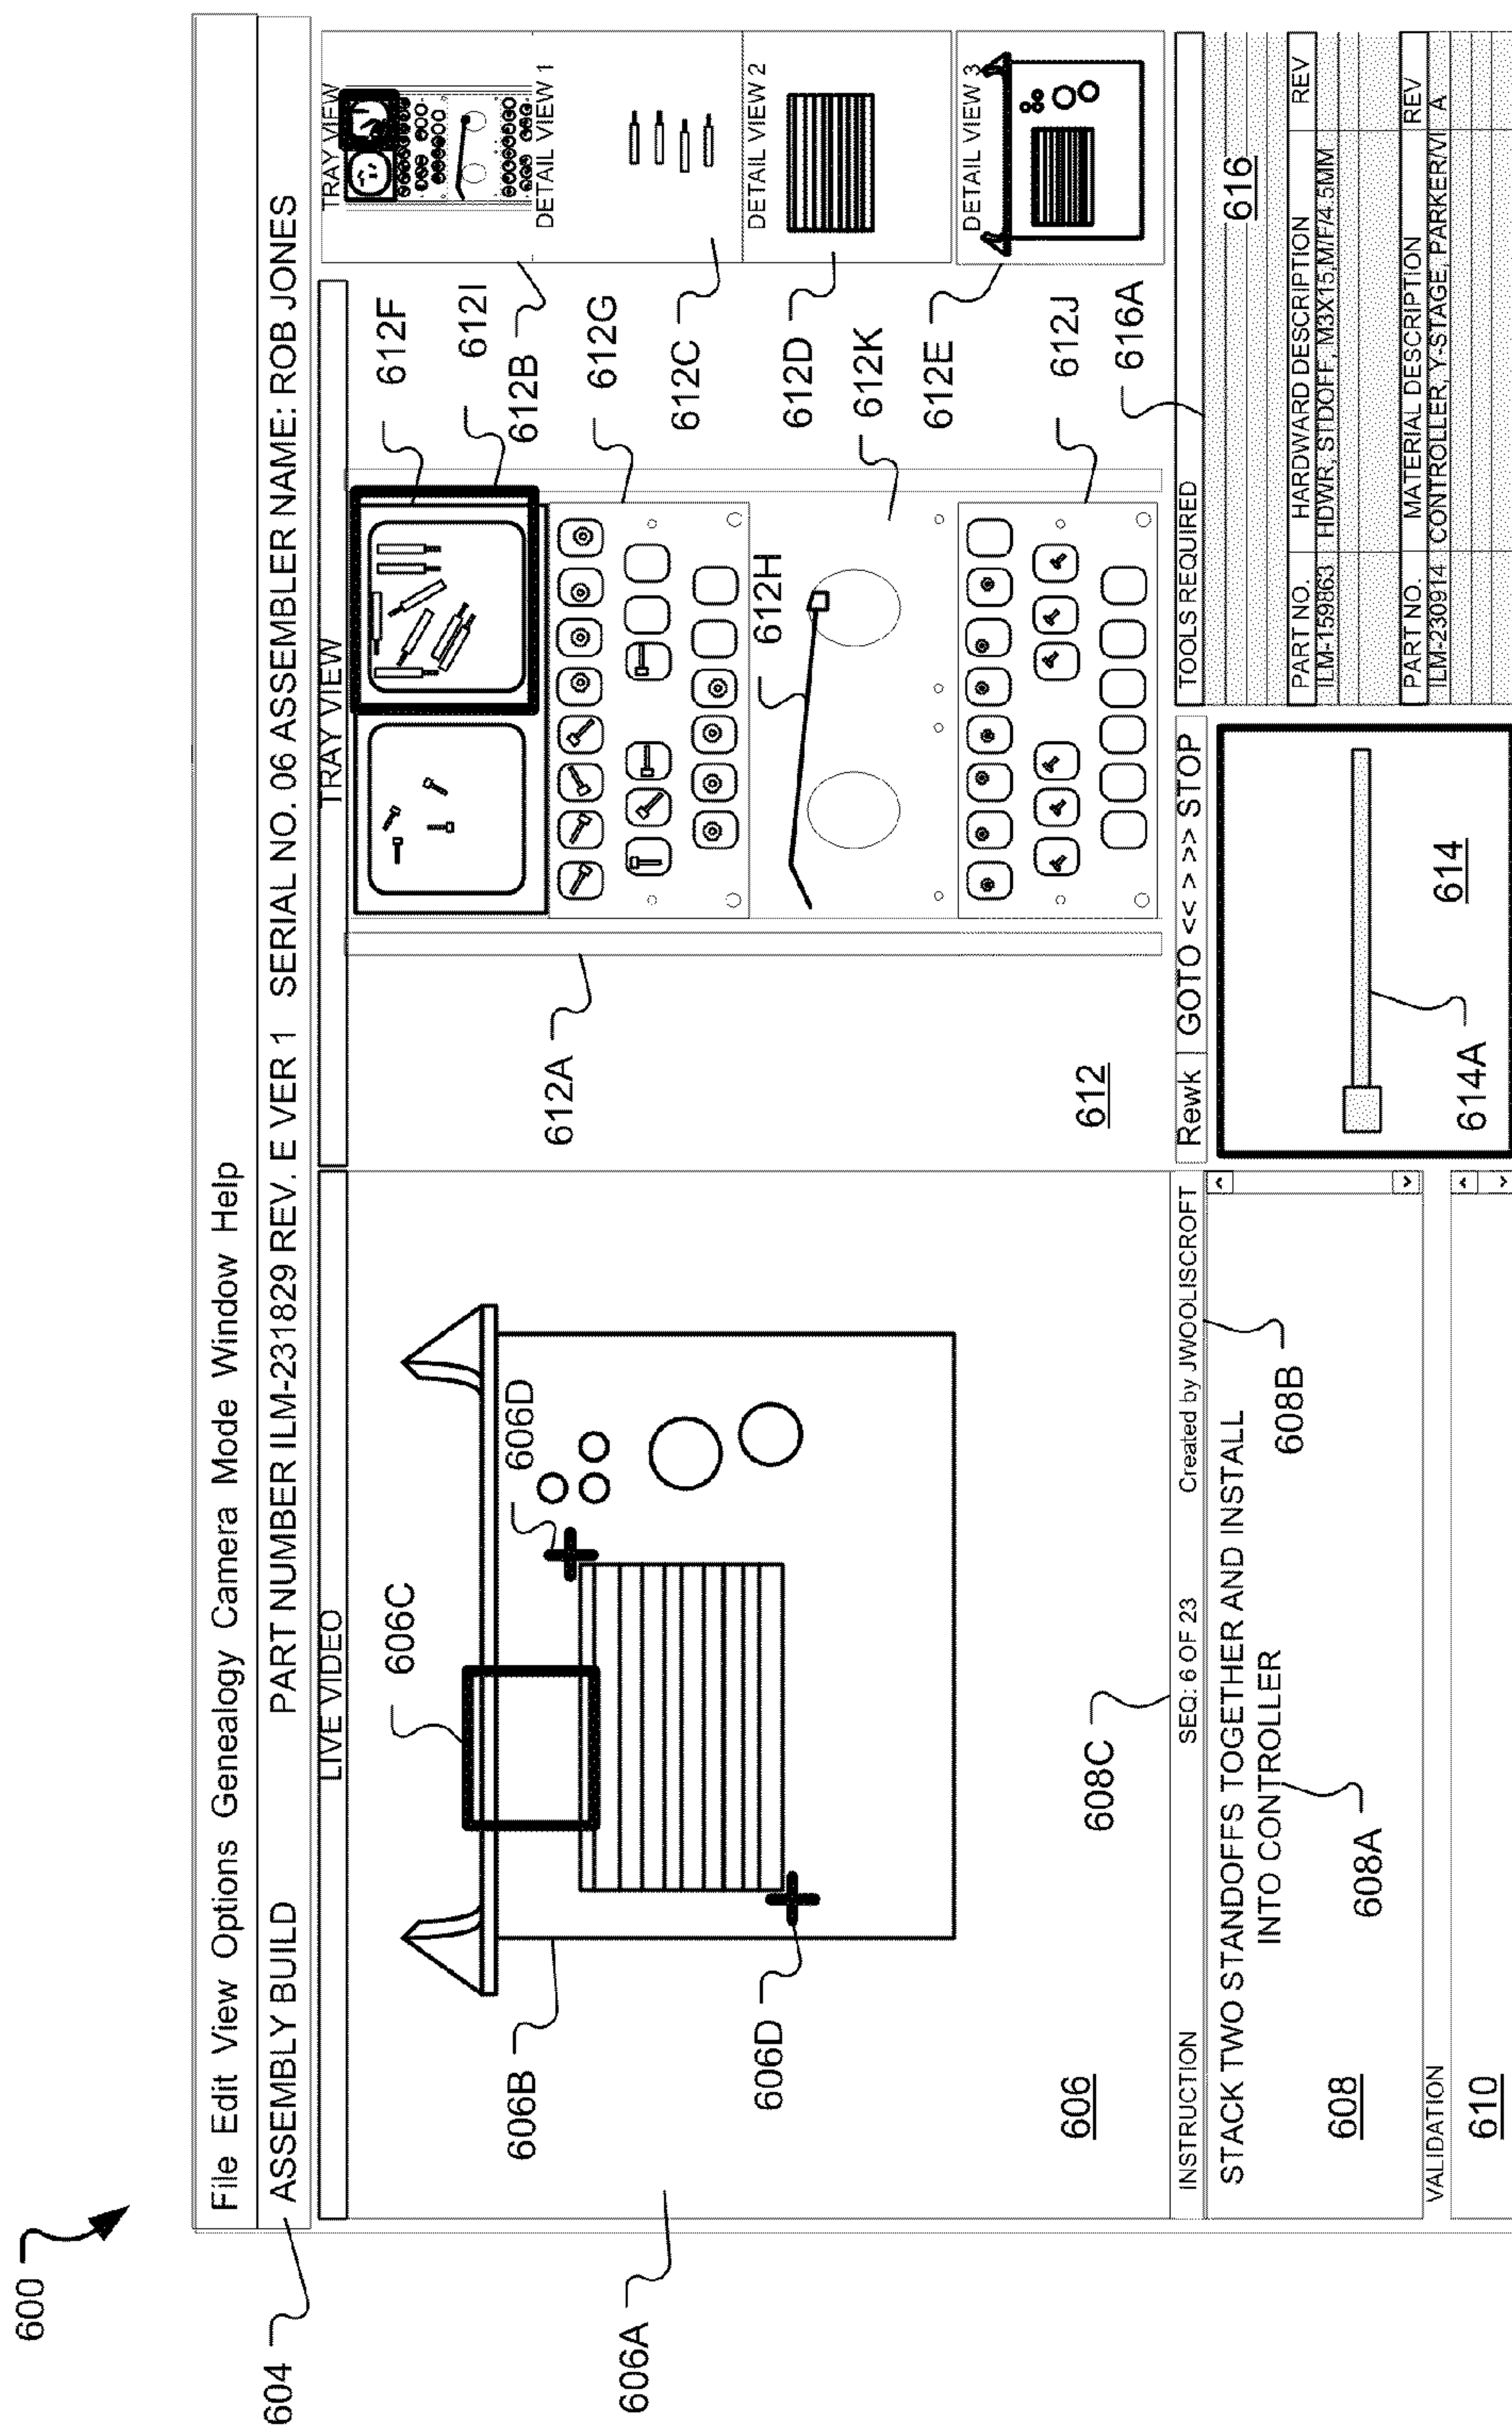 600
604
File Edit View Options Genealogy Camera Mode Window Help
ASSEMBLY BUILD PART NUMBER ILM-231829 REV. E VER 1 SERIAL NO. 06 ASSEMBLER NAME: ROB JONES
LIVE VIDEO
606A
606B
606C
606D
606D
606
TRAY VIEW
612A
612F
612I
612B
612G
612C
612H
612D
612K
612E
612J
616A
612
TRAY VIEW
DETAIL VIEW 1
DETAIL VIEW 2
DETAIL VIEW 3
608C
INSTRUCTION SEQ: 6 OF 23 Created by JWOOLISCROFT
STACK TWO STANDOFFS TOGETHER AND INSTALL
INTO CONTROLLER
608B
608A
608
VALIDATION
610
Rewk GOTO << > >> STOP
614
614A
TOOLS REQUIRED
616
PART NO. HARDWARD DESCRIPTION REV
ILM-159863 HDWR, STDOFF, M3X15,M/F/4.5MM
PART NO. MATERIAL DESCRIPTION REV
ILM-230914 CONTROLLER, Y-STAGE, PARKER/VI A